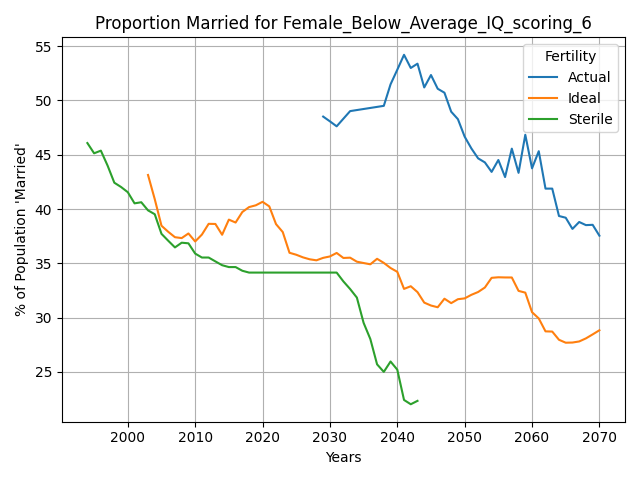 Proportion Married for Female_Below_Average_IQ_scoring_6
% of Population 'Married'
55
50
45
40
35
30
25
Fertility
Actual
Ideal
Sterile
2000 2010 2020 2030 2040 2050 2060 2070
Years